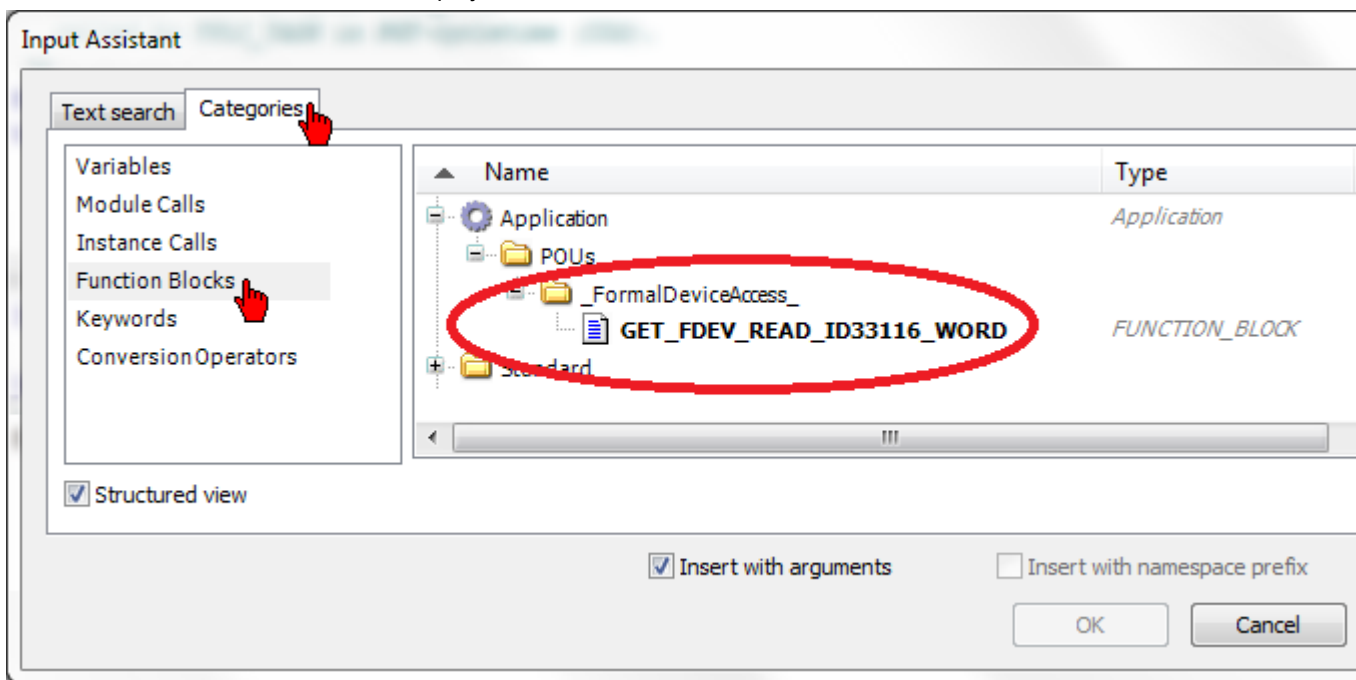 Input Assistant
Text search
Categories
Variables
Module Calls
Instance Calls
Function Blocks
Keywords
Conversion Operators
Name
Type
Application
Application
POUs
_FormalDeviceAccess_
GET_FDEV_READ_ID33116_WORD
FUNCTION_BLOCK
Standard
Structured view
Insert with arguments
Insert with namespace prefix
OK
Cancel